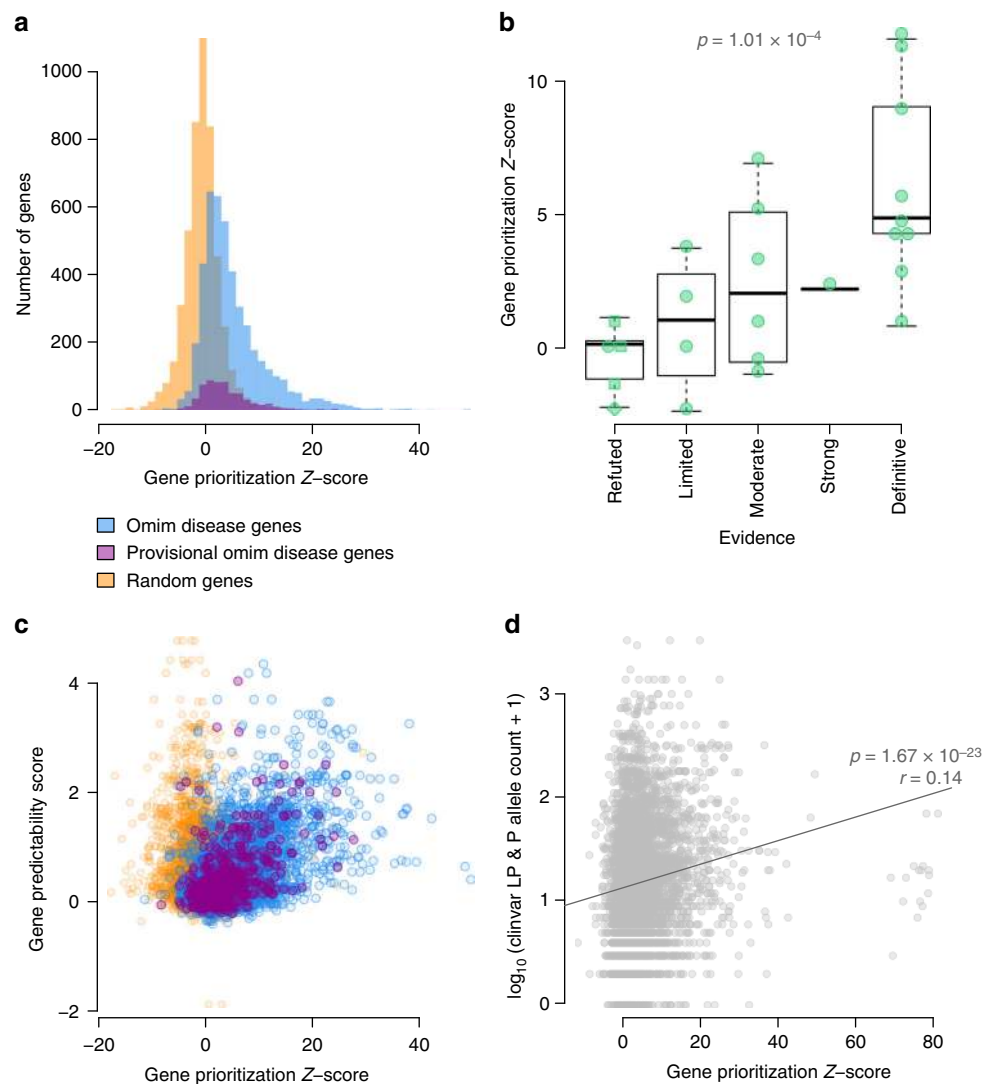 a
1000
800
600
400
200
0
Number of genes
−20 0 20 40
Gene prioritization Z–score
Omim disease genes
Provisional omim disease genes
Random genes
b
p = 1.01 × 10⁻⁴
10
5
0
Gene prioritization Z–score
Refuted
Limited
Moderate
Strong
Definitive
Evidence
c
4
2
0
−2
Gene predictability score
−20 0 20 40
Gene prioritization Z–score
d
3
2
1
0
log₁₀ (clinvar LP & P allele count + 1)
p = 1.67 × 10⁻²³
r = 0.14
0 20 40 60 80
Gene prioritization Z–score